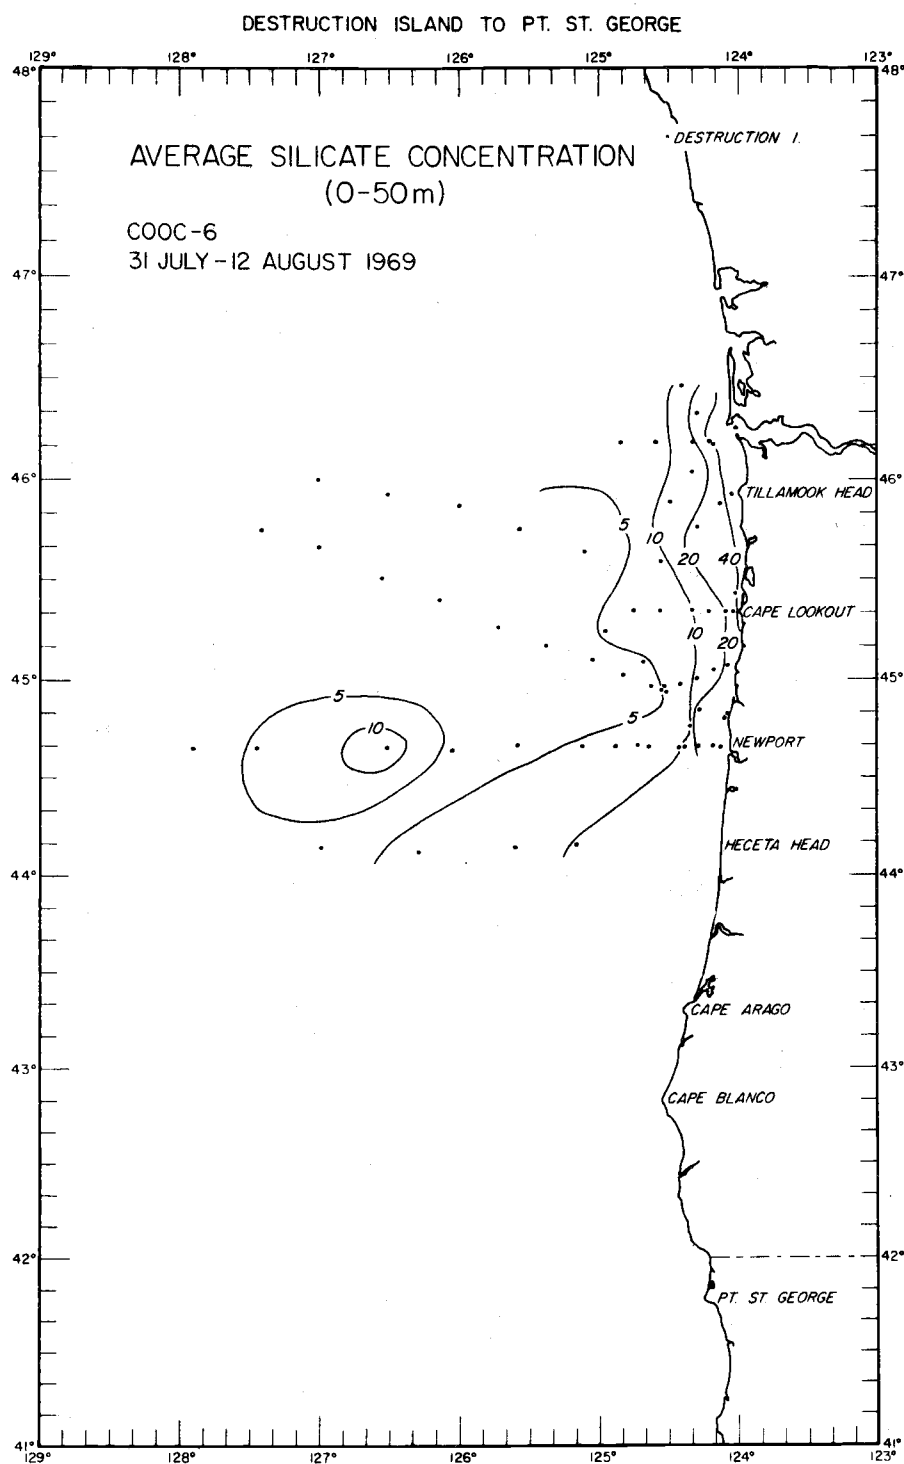 DESTRUCTION ISLAND TO PT. ST. GEORGE
129° 128° 127° 126° 125° 124° 123°
48° 48°
DESTRUCTION I.
AVERAGE SILICATE CONCENTRATION
(0-50m)
COOC-6
31 JULY-12 AUGUST 1969
47° 47°
46° 46°
TILLAMOOK HEAD
5
10
20
40
CAPE LOOKOUT
10
20
45° 45°
5
5
10
NEWPORT
HECETA HEAD
44° 44°
CAPE ARAGO
43° 43°
CAPE BLANCO
42° 42°
PT. ST. GEORGE
41° 41°
129° 128° 127° 126° 125° 124° 123°